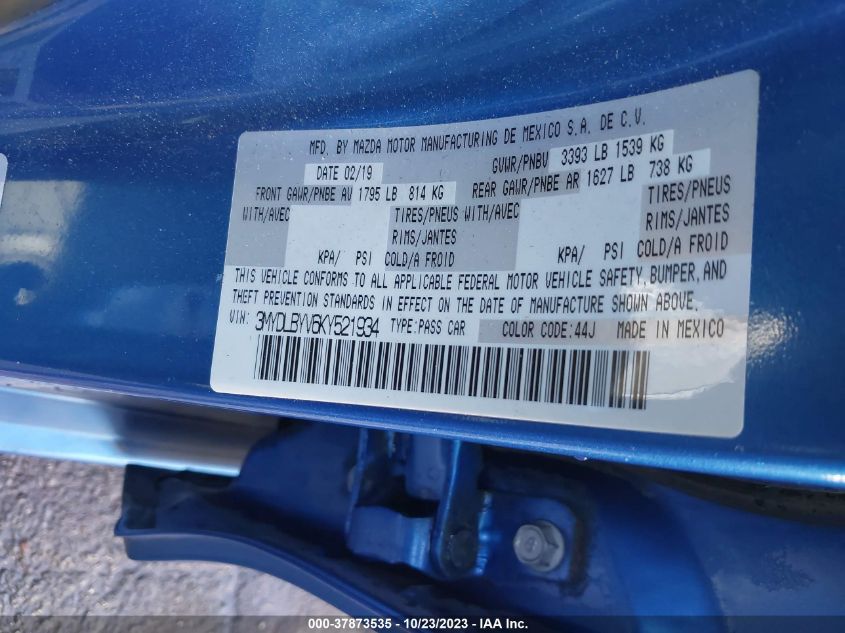 MFD. BY MAZDA MOTOR MANUFACTURING DE MEXICO S.A. DE C.V.
DATE 02/19 GVWR/PNBV 3393 LB 1539 KG
FRONT GAWR/PNBE AV 1795 LB 814 KG REAR GAWR/PNBE AR 1627 LB 738 KG
WITH/AVEC TIRES/PNEUS WITH/AVEC TIRES/PNEUS
RIMS/JANTES RIMS/JANTES
KPA/ PSI COLD/A FROID KPA/ PSI COLD/A FROID
THIS VEHICLE CONFORMS TO ALL APPLICABLE FEDERAL MOTOR VEHICLE SAFETY, BUMPER, AND
THEFT PREVENTION STANDARDS IN EFFECT ON THE DATE OF MANUFACTURE SHOWN ABOVE.
VIN: 3MYDLBYV6KY521934 TYPE:PASS CAR COLOR CODE:44J MADE IN MEXICO
000-37873535 - 10/23/2023 - IAA Inc.